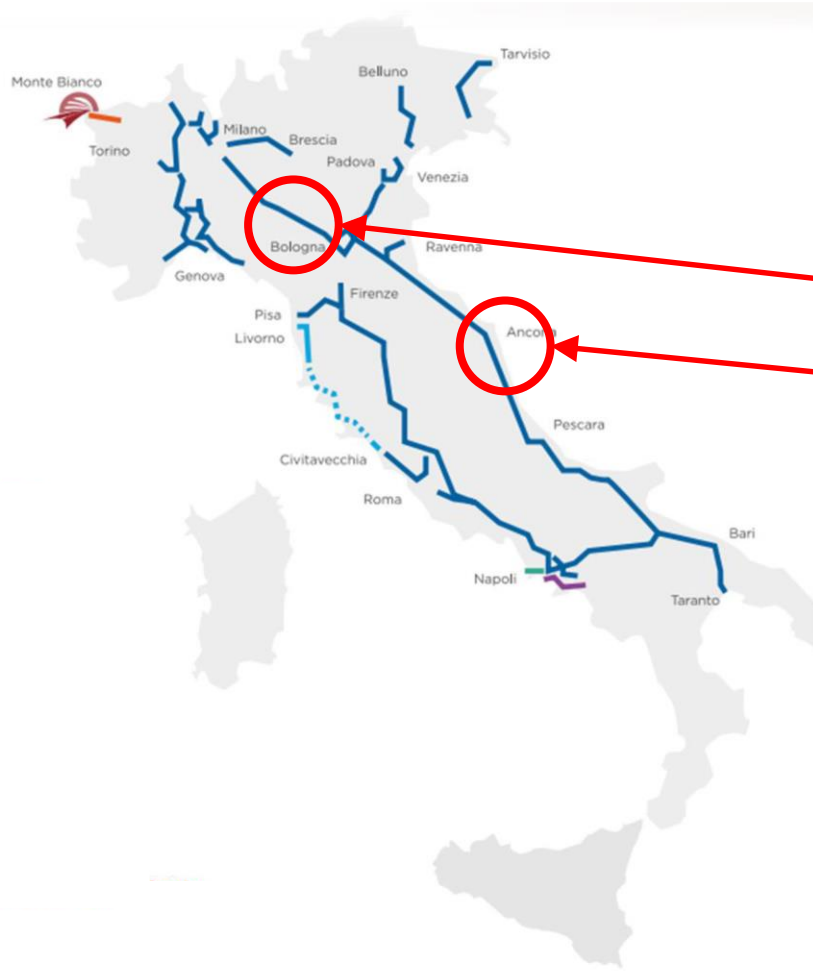 Tarvisio
Belluno
Monte Bianco
Milano
Brescia
Torino
Padova
Venezia
Bologna
Ravenna
Genova
Firenze
Pisa
Livorno
Ancona
Pescara
Civitavecchia
Roma
Bari
Napoli
Taranto